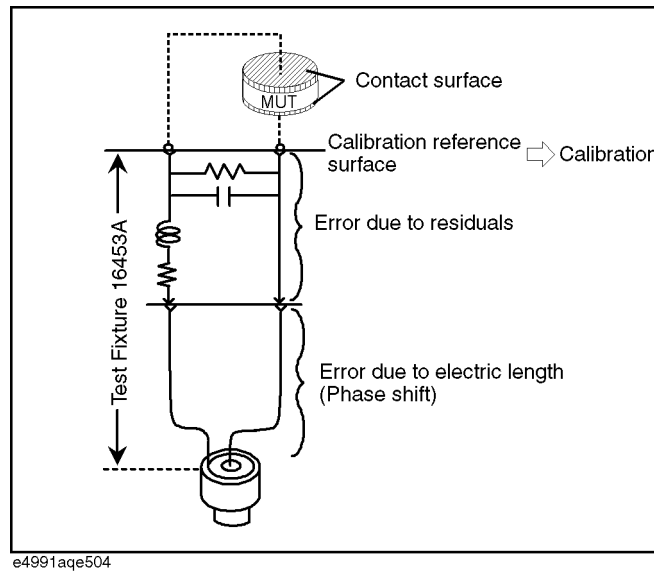 Contact surface
MUT
Calibration reference
surface
Calibration
Error due to residuals
Test Fixture 16453A
Error due to electric length
(Phase shift)
e4991aqe504